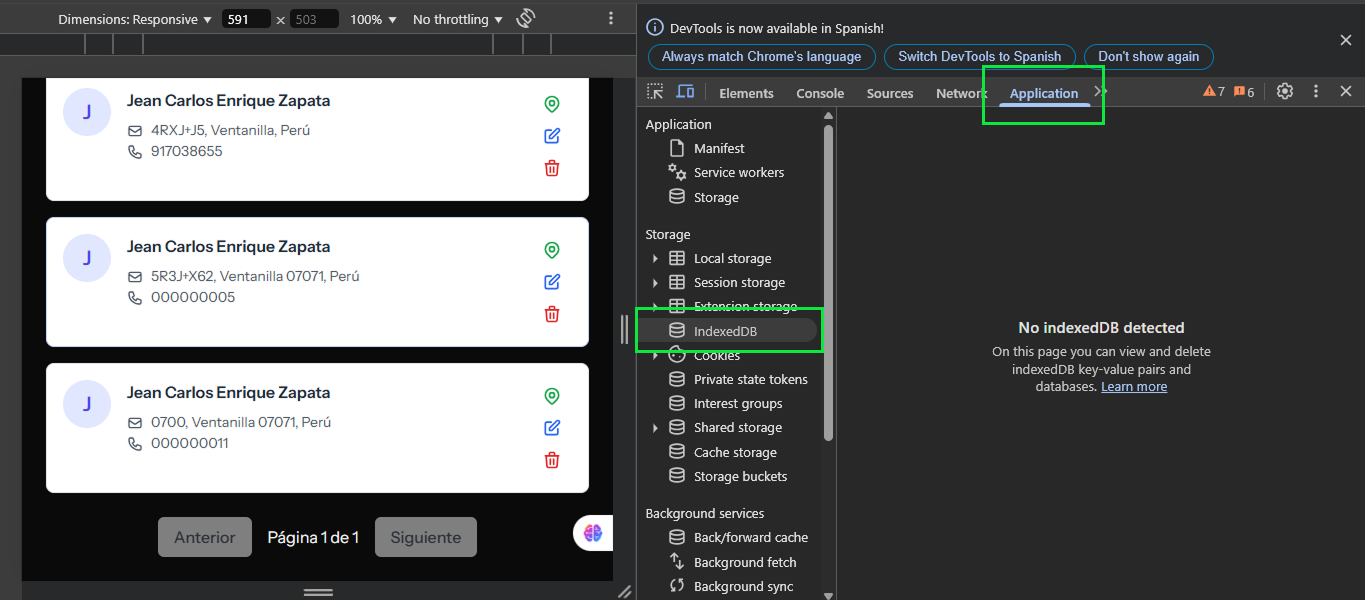 Dimensions: Responsive ▼ 591 × 503 100% ▼ No throttling ▼
J
Jean Carlos Enrique Zapata
4RXJ+J5, Ventanilla, Perú
917038655
J
Jean Carlos Enrique Zapata
5R3J+X62, Ventanilla 07071, Perú
000000005
J
Jean Carlos Enrique Zapata
0700, Ventanilla 07071, Perú
000000011
Anterior Página 1 de 1 Siguiente
DevTools is now available in Spanish!
Always match Chrome's language Switch DevTools to Spanish Don't show again
Elements Console Sources Network Application 7 6
Application
Manifest
Service workers
Storage
Storage
Local storage
Session storage
Extension storage
IndexedDB
Cookies
Private state tokens
Interest groups
Shared storage
Cache storage
Storage buckets
Background services
Back/forward cache
Background fetch
Background sync
No indexedDB detected
On this page you can view and delete
indexedDB key-value pairs and
databases. Learn more